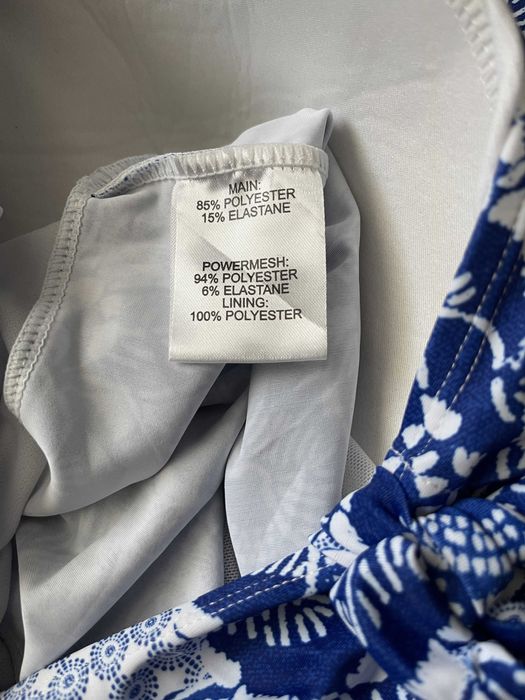 MAIN:
85% POLYESTER
15% ELASTANE
POWERMESH:
94% POLYESTER
6% ELASTANE
LINING:
100% POLYESTER